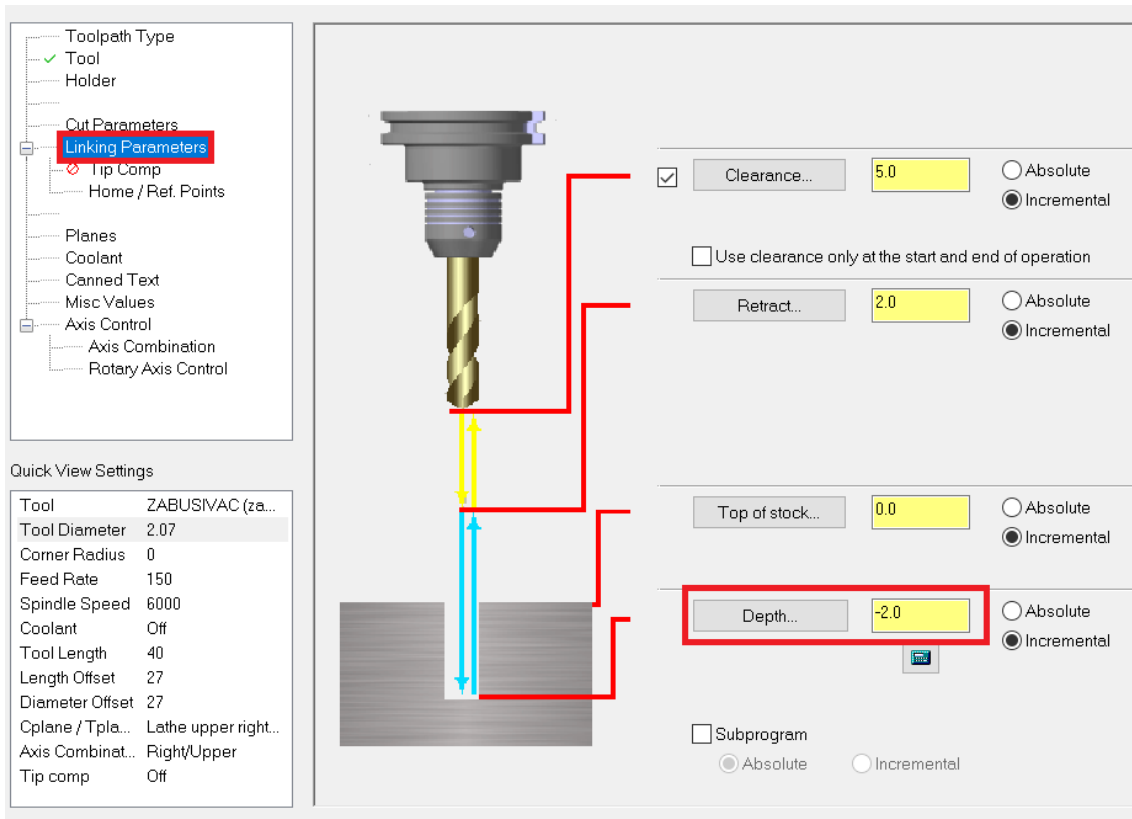 Toolpath Type
Tool
Holder
Cut Parameters
Linking Parameters
Tip Comp
Home / Ref. Points
Planes
Coolant
Canned Text
Misc Values
Axis Control
Axis Combination
Rotary Axis Control
Quick View Settings
Tool ZABUSIVAC (za...
Tool Diameter 2.07
Corner Radius 0
Feed Rate 150
Spindle Speed 6000
Coolant Off
Tool Length 40
Length Offset 27
Diameter Offset 27
Cplane / Tpla... Lathe upper right...
Axis Combinat... Right/Upper
Tip comp Off
Clearance... 5.0 Absolute
Incremental
Use clearance only at the start and end of operation
Retract... 2.0 Absolute
Incremental
Top of stock... 0.0 Absolute
Incremental
Depth... -2.0 Absolute
Incremental
Subprogram
Absolute Incremental